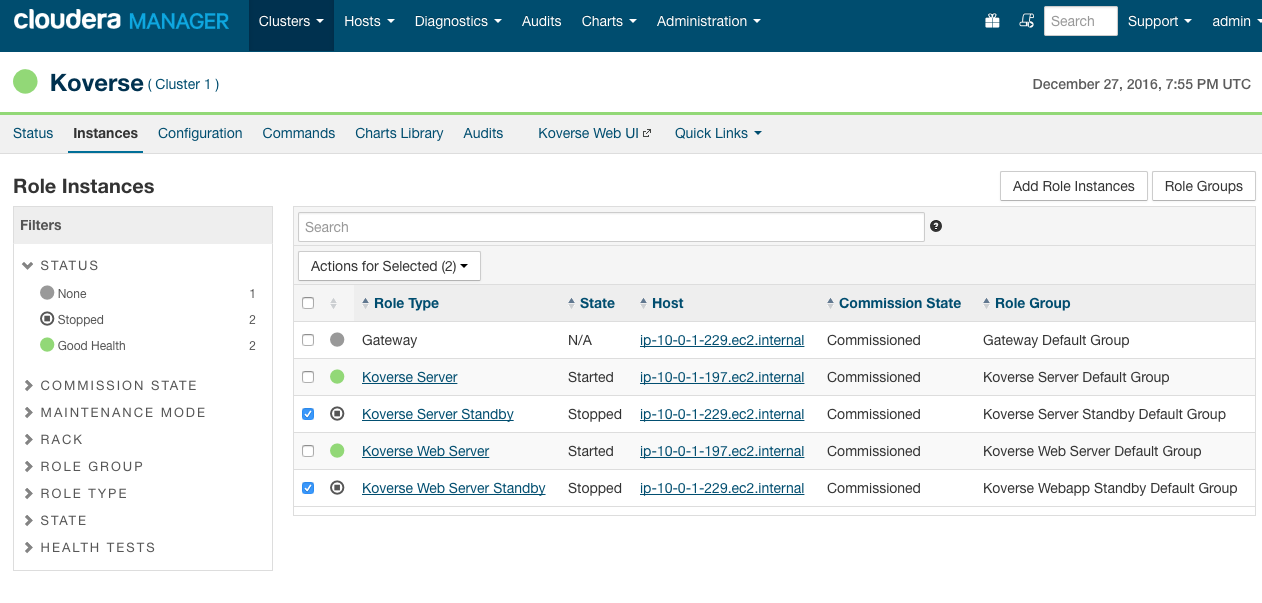 cloudera MANAGER Clusters Hosts Diagnostics Audits Charts Administration Search Support admin
Koverse ( Cluster 1 ) December 27, 2016, 7:55 PM UTC
Status Instances Configuration Commands Charts Library Audits Koverse Web UI Quick Links
Role Instances Add Role Instances Role Groups
Filters
STATUS
None 1
Stopped 2
Good Health 2
COMMISSION STATE
MAINTENANCE MODE
RACK
ROLE GROUP
ROLE TYPE
STATE
HEALTH TESTS
Search ?
Actions for Selected (2)
Role Type State Host Commission State Role Group
Gateway N/A ip-10-0-1-229.ec2.internal Commissioned Gateway Default Group
Koverse Server Started ip-10-0-1-197.ec2.internal Commissioned Koverse Server Default Group
Koverse Server Standby Stopped ip-10-0-1-229.ec2.internal Commissioned Koverse Server Standby Default Group
Koverse Web Server Started ip-10-0-1-197.ec2.internal Commissioned Koverse Web Server Default Group
Koverse Web Server Standby Stopped ip-10-0-1-229.ec2.internal Commissioned Koverse Webapp Standby Default Group